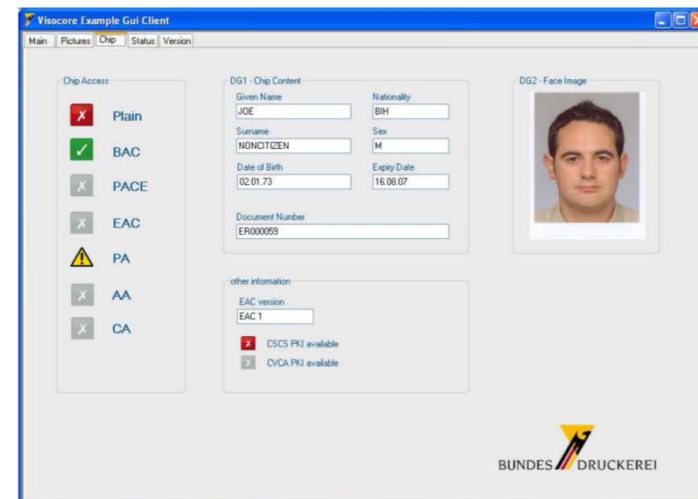 Visocore Example Gui Client
Main Pictures Chip Status Version
Chip Access
Plain
BAC
PACE
EAC
PA
AA
CA
DG1 - Chip Content
Given Name Nationality
JOE BIH
Surname Sex
NONCITIZEN M
Date of Birth Expiry Date
02.01.73 16.08.07
Document Number
ER000059
other information
EAC version
EAC 1
CSCS PKI available
CVCA PKI available
DG2 - Face Image
BUNDES DRUCKEREI